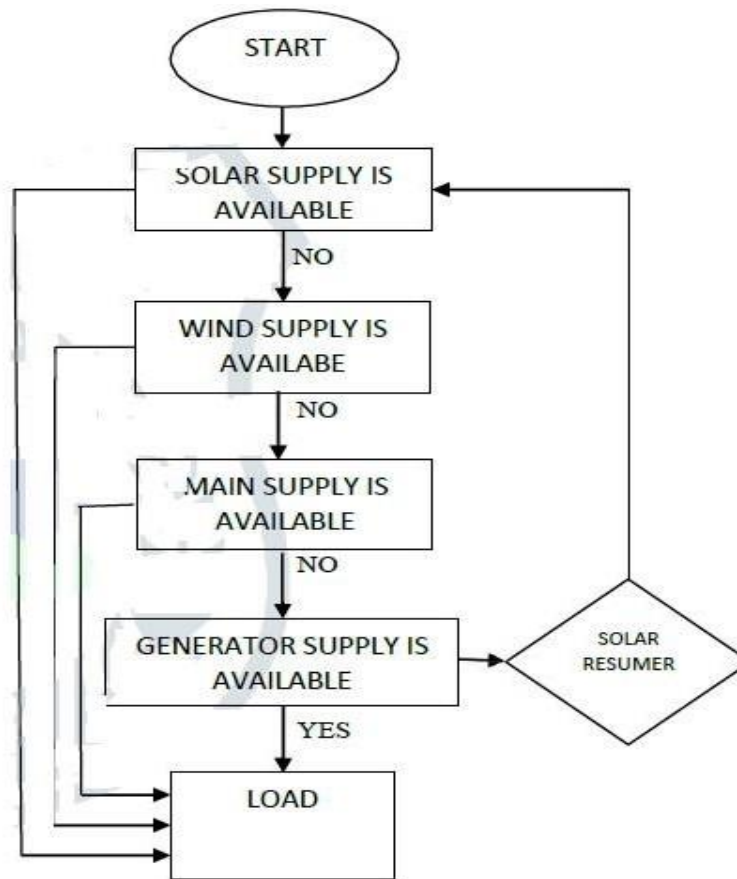 START
SOLAR SUPPLY IS
AVAILABLE
NO
WIND SUPPLY IS
AVAILABE
NO
MAIN SUPPLY IS
AVAILABLE
NO
GENERATOR SUPPLY IS
AVAILABLE
SOLAR
RESUMER
YES
LOAD